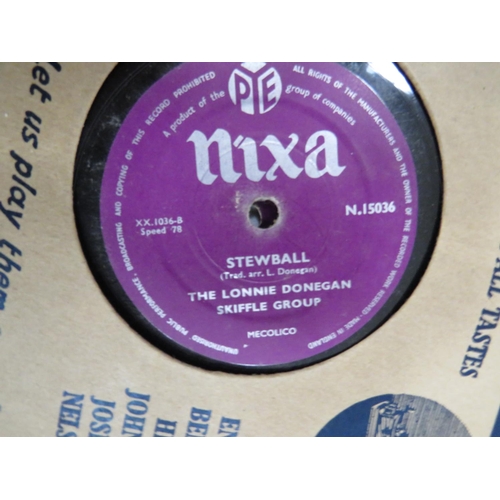 let us play them
UNAUTHORISED PUBLIC PERFORMANCE, BROADCASTING AND COPYING OF THIS RECORD PROHIBITED
ALL RIGHTS OF THE MANUFACTURERS AND THE OWNER OF THE RECORDED WORK RESERVED · MADE IN ENGLAND
A product of the PYE group of companies
nixa
XX.1036-B
Speed 78
N.15036
STEWBALL
(Trad. arr. L. Donegan)
THE LONNIE DONEGAN
SKIFFLE GROUP
MECOLICO
ALL TASTES